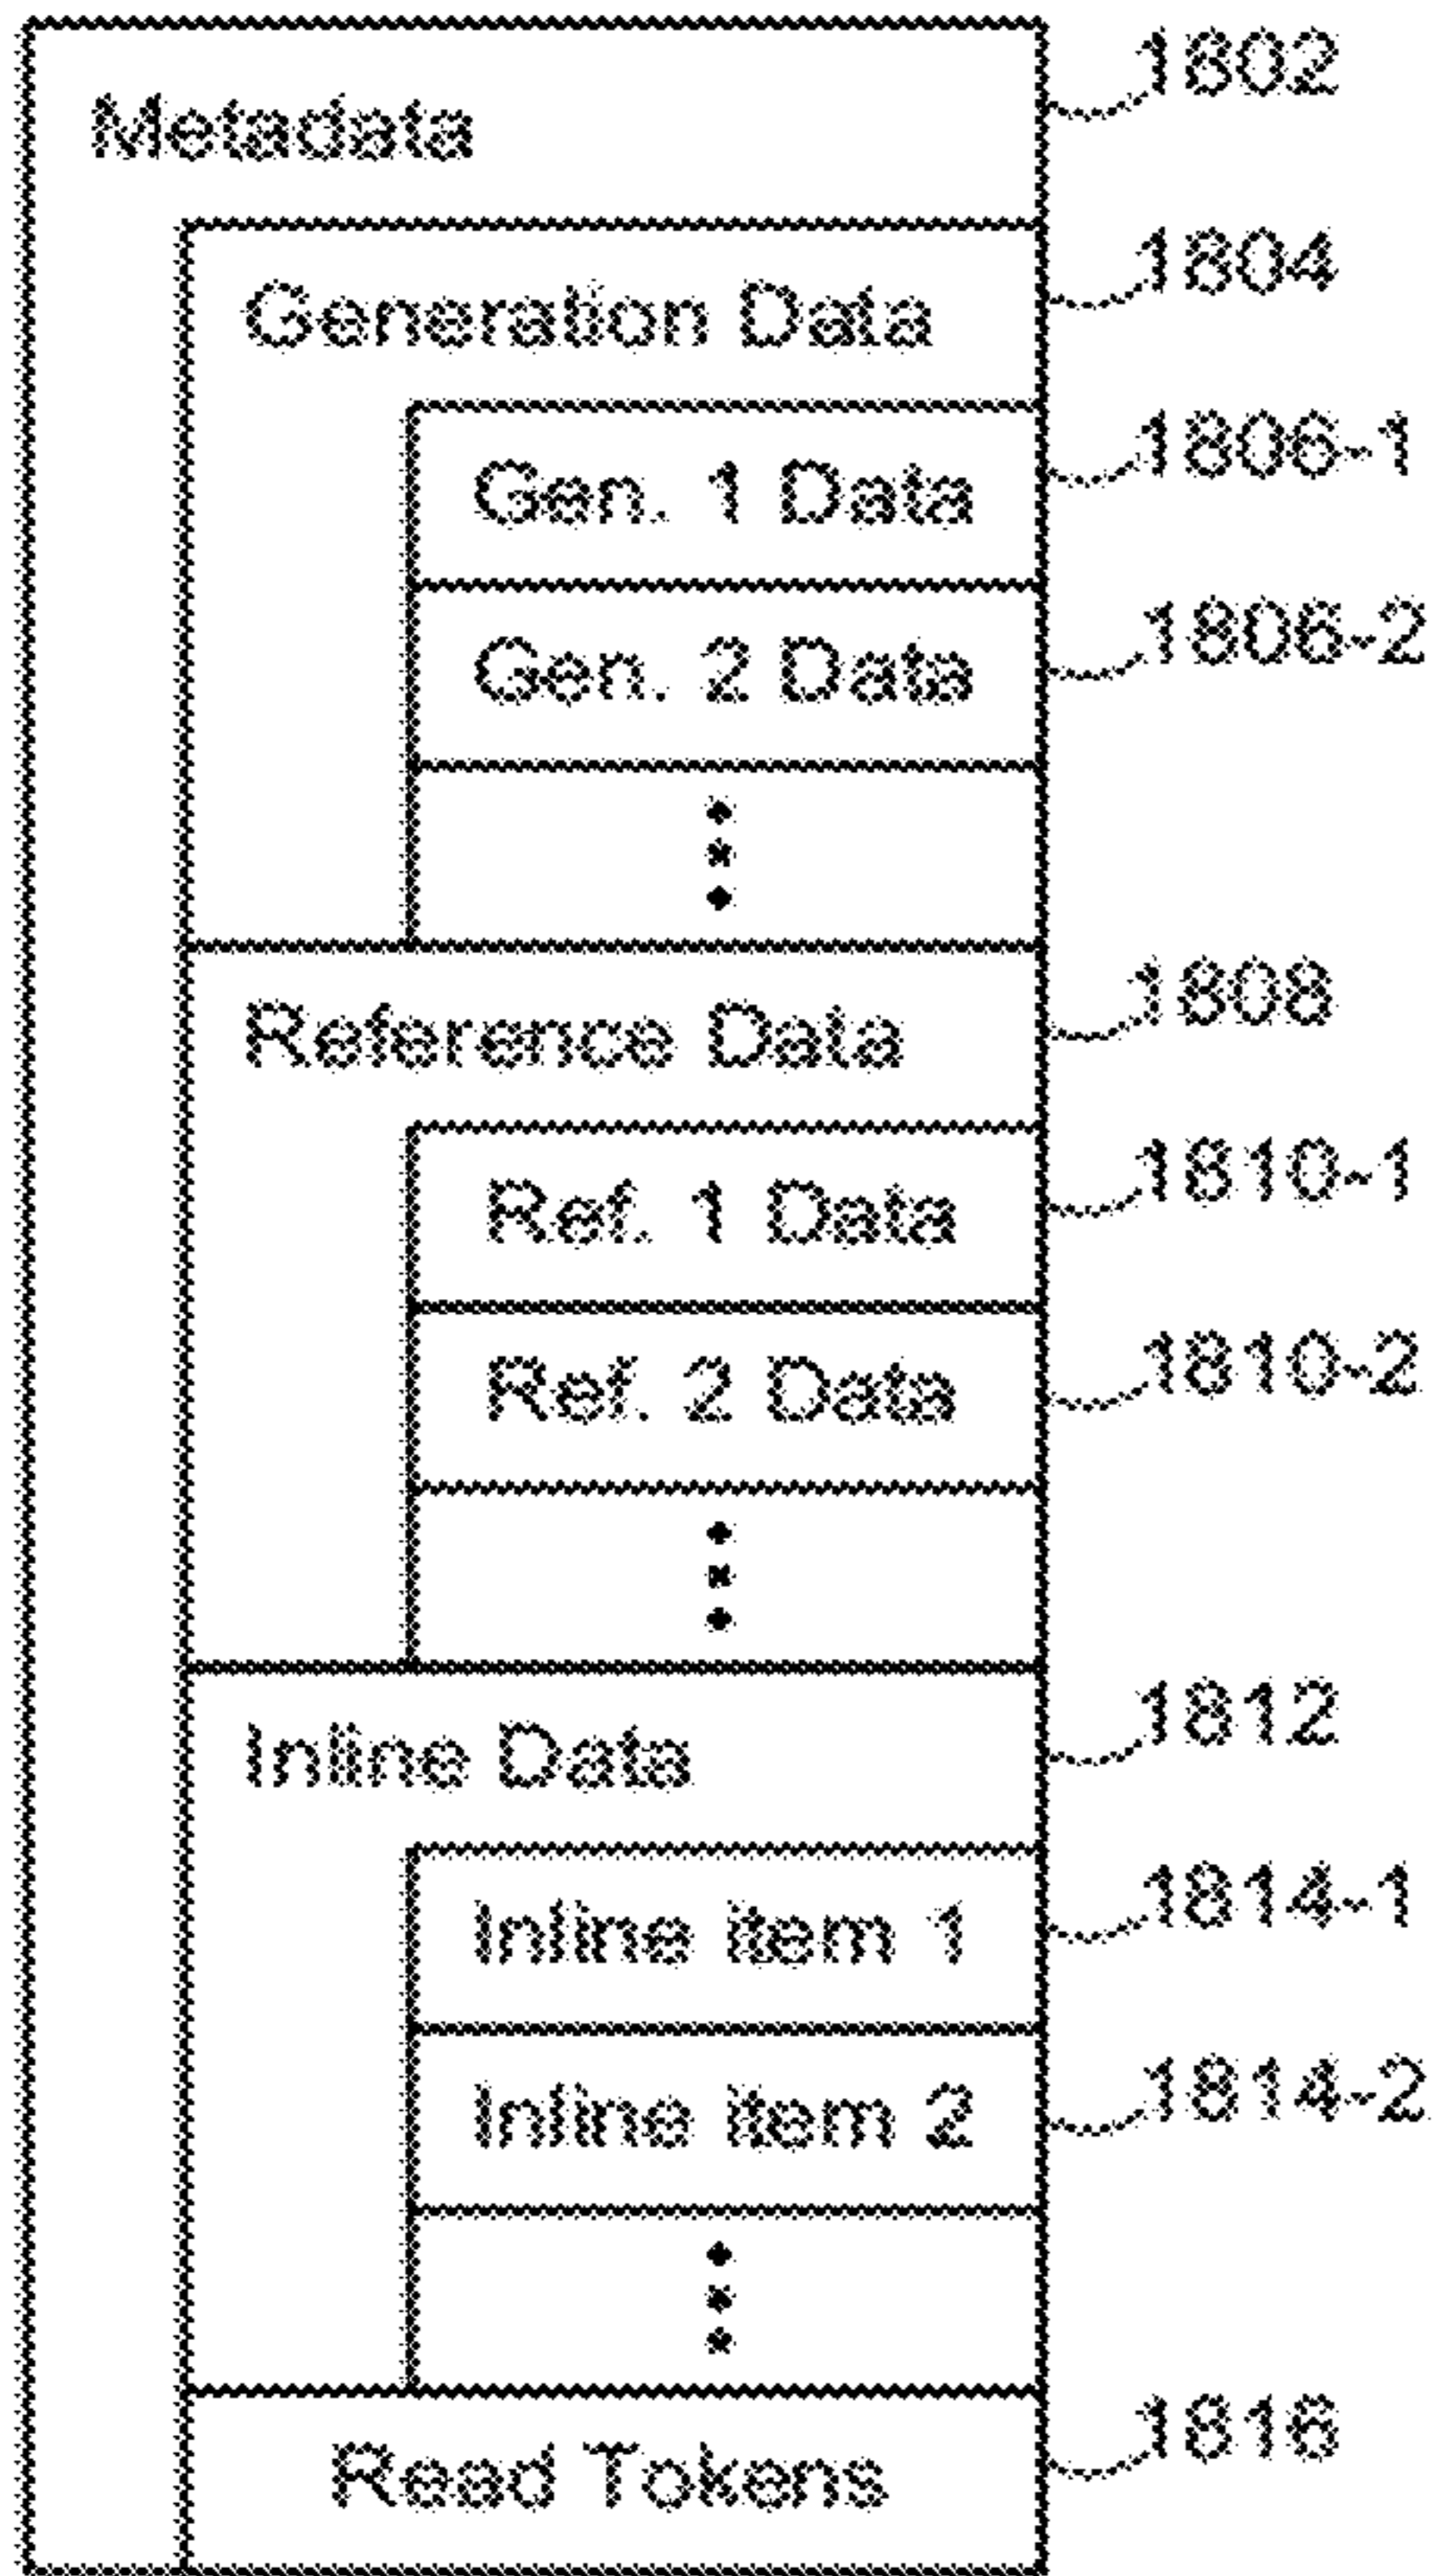 Metadata 1802
Generation Data 1804
Gen. 1 Data 1806-1
Gen. 2 Data 1806-2
Reference Data 1808
Ref. 1 Data 1810-1
Ref. 2 Data 1810-2
Inline Data 1812
Inline item 1 1814-1
Inline item 2 1814-2
Read Tokens 1816